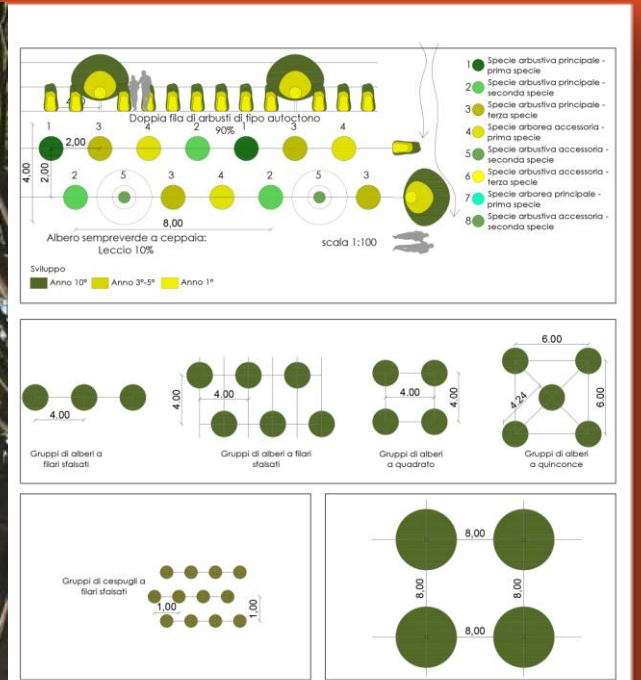 4,00
Doppia fila di arbusti di tipo autoctono
90%
1 3 4 2 1 3 4
2,00
4,00
2,00
2 5 3 4 2 5 3
8,00
Albero sempreverde a ceppaia:
Leccio 10%
scala 1:100
Sviluppo
Anno 10° Anno 3°-5° Anno 1°
1 Specie arbustiva principale -
prima specie
2 Specie arbustiva principale -
seconda specie
3 Specie arbustiva principale -
terza specie
4 Specie arborea accessoria -
prima specie
5 Specie arbustiva accessoria -
seconda specie
6 Specie arbustiva accessoria -
terza specie
7 Specie arborea principale -
prima specie
8 Specie arbustiva accessoria -
seconda specie
4.00
Gruppi di alberi a
filari sfalsati
4.00
4.00
Gruppi di alberi a filari
sfalsati
4.00
4.00
Gruppi di alberi
a quadrato
6.00
4.24
6.00
Gruppi di alberi
a quinconce
Gruppi di cespugli a
filari sfalsati
1,00
1,00
8,00
8,00
8,00
8,00